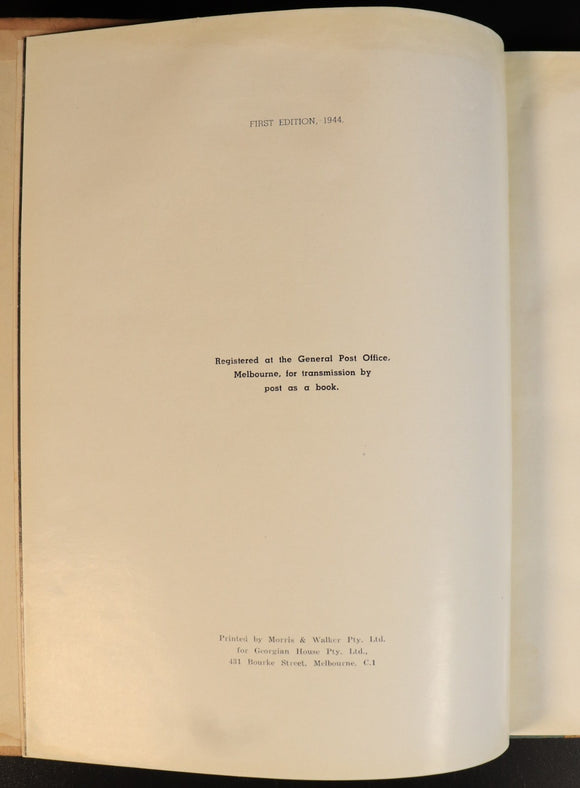 FIRST EDITION, 1944.
Registered at the General Post Office,
Melbourne, for transmission by
post as a book.
Printed by Morris & Walker Pty. Ltd.
for Georgian House Pty. Ltd.,
431 Bourke Street, Melbourne, C.1